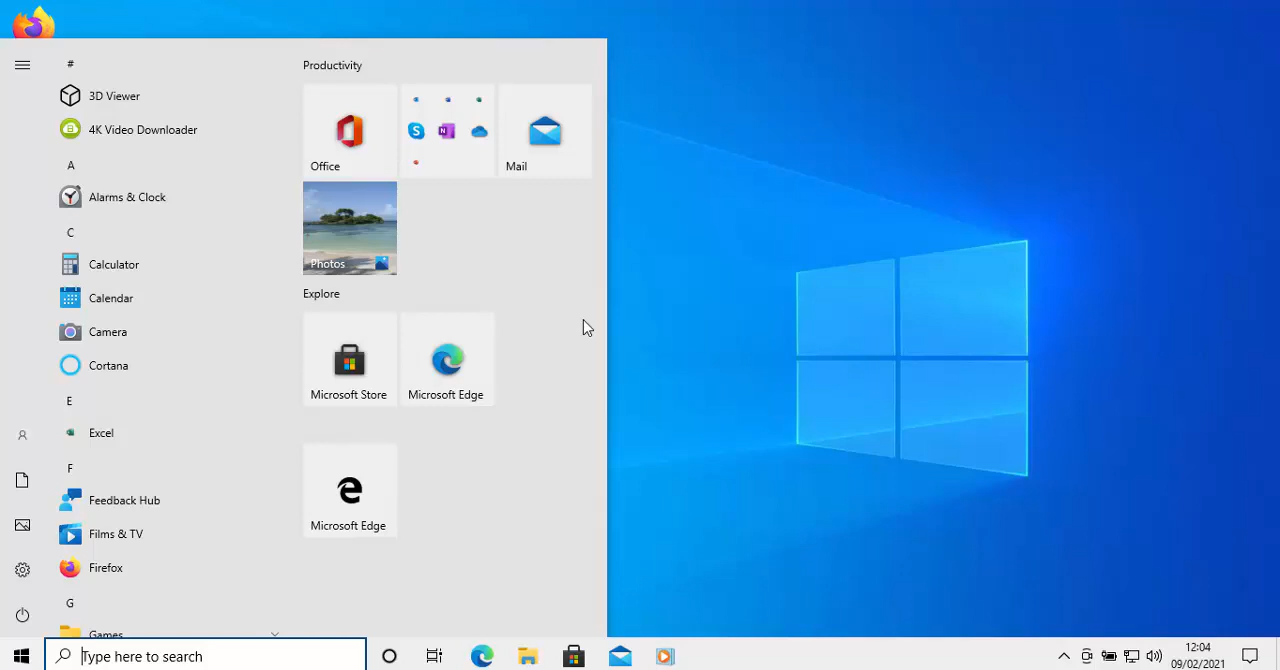 #
3D Viewer
4K Video Downloader
A
Alarms & Clock
C
Calculator
Calendar
Camera
Cortana
E
Excel
F
Feedback Hub
Films & TV
Firefox
G
Games
Productivity
Office
Mail
Photos
Explore
Microsoft Store
Microsoft Edge
Microsoft Edge
Type here to search
12:04
09/02/2021